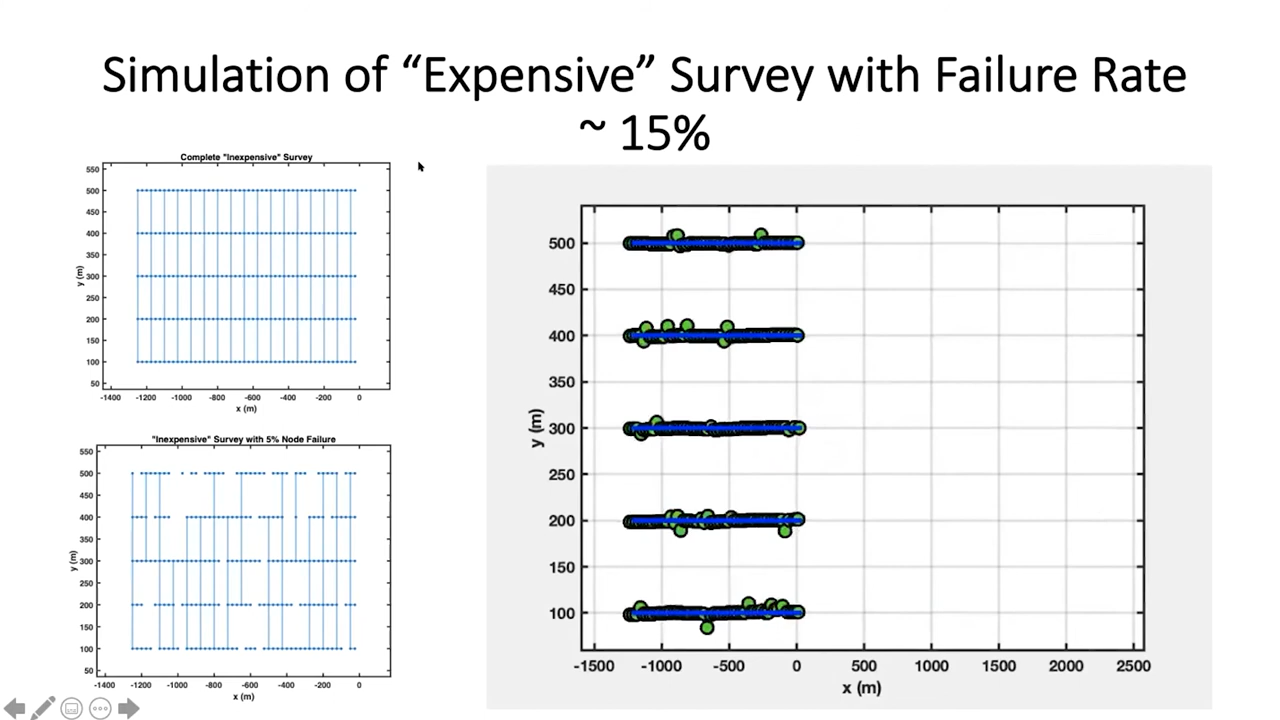 Simulation of “Expensive” Survey with Failure Rate
~ 15%
Complete "Inexpensive" Survey
550
500
450
400
350
300
250
200
150
100
50
y (m)
-1400 -1200 -1000 -800 -600 -400 -200 0
x (m)
"Inexpensive" Survey with 5% Node Failure
550
500
450
400
350
300
250
200
150
100
50
y (m)
-1400 -1200 -1000 -800 -600 -400 -200 0
x (m)
500
450
400
350
300
250
200
150
100
y (m)
-1500 -1000 -500 0 500 1000 1500 2000 2500
x (m)